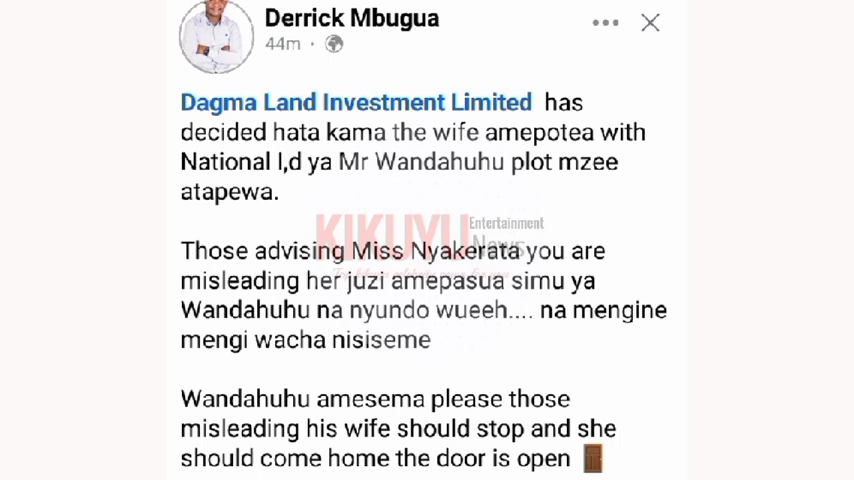 Derrick Mbugua
44m ·
Dagma Land Investment Limited has
decided hata kama the wife amepotea with
National I,d ya Mr Wandahuhu plot mzee
atapewa.
KIKUYU Entertainment
News
Those advising Miss Nyakerata you are
misleading her juzi amepasua simu ya
Wandahuhu na nyundo wueeh.... na mengine
mengi wacha nisiseme
Wandahuhu amesema please those
misleading his wife should stop and she
should come home the door is open